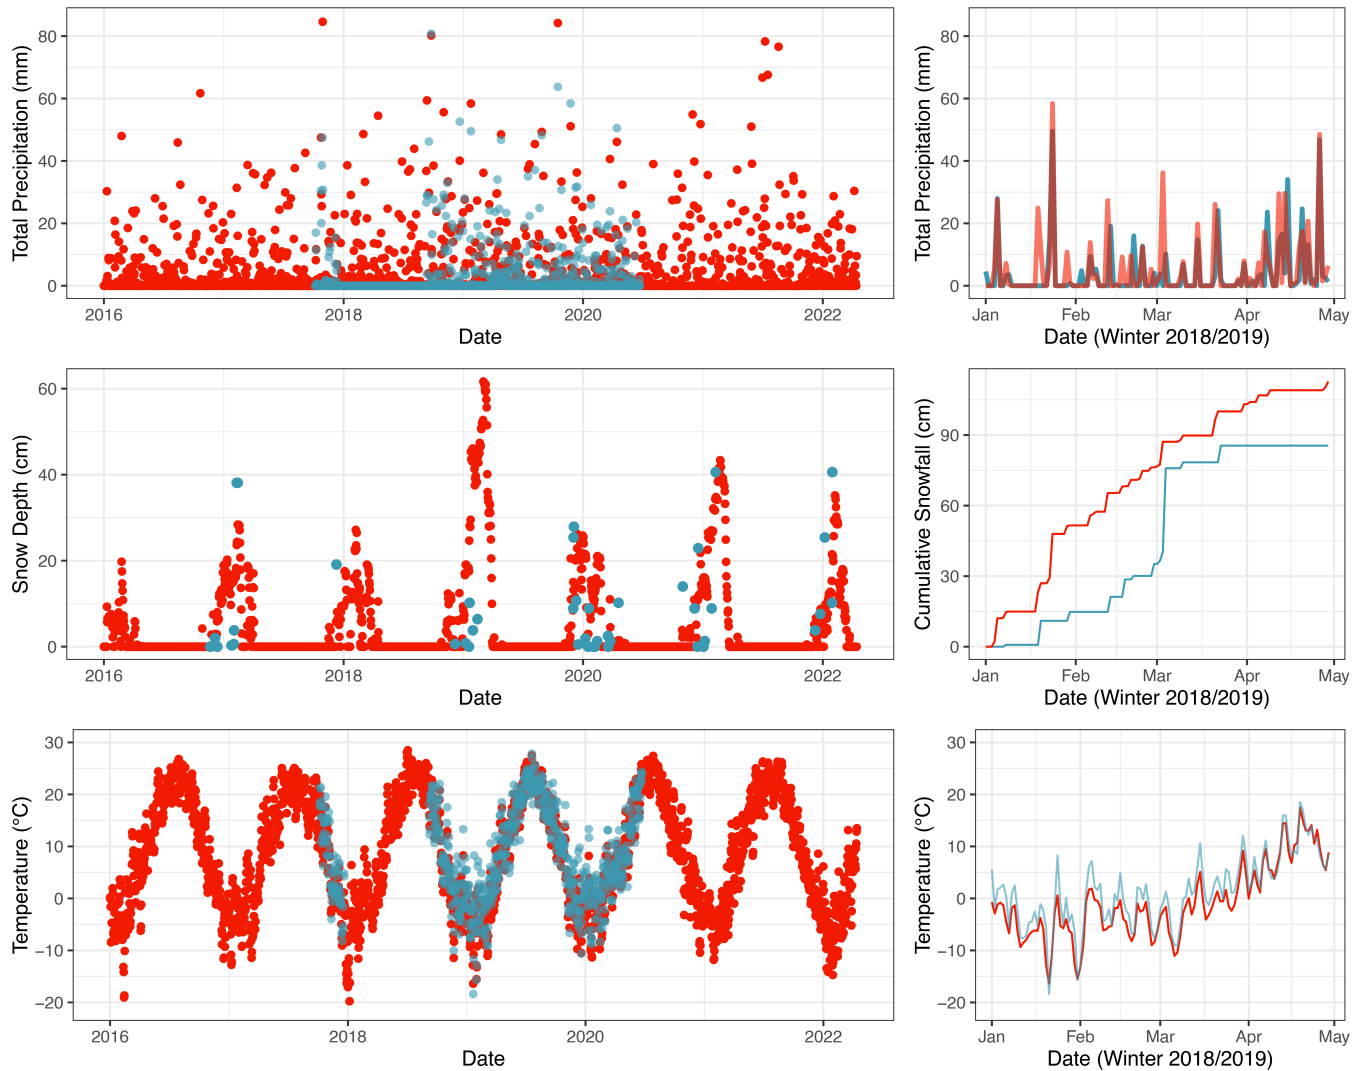 Total Precipitation (mm)
80
60
40
20
0
2016
2018
2020
2022
Date
Total Precipitation (mm)
80
60
40
20
0
Jan
Feb
Mar
Apr
May
Date (Winter 2018/2019)
Snow Depth (cm)
60
40
20
0
2016
2018
2020
2022
Date
Cumulative Snowfall (cm)
90
60
30
0
Jan
Feb
Mar
Apr
May
Date (Winter 2018/2019)
Temperature (°C)
30
20
10
0
−10
−20
2016
2018
2020
2022
Date
Temperature (°C)
30
20
10
0
−10
−20
Jan
Feb
Mar
Apr
May
Date (Winter 2018/2019)